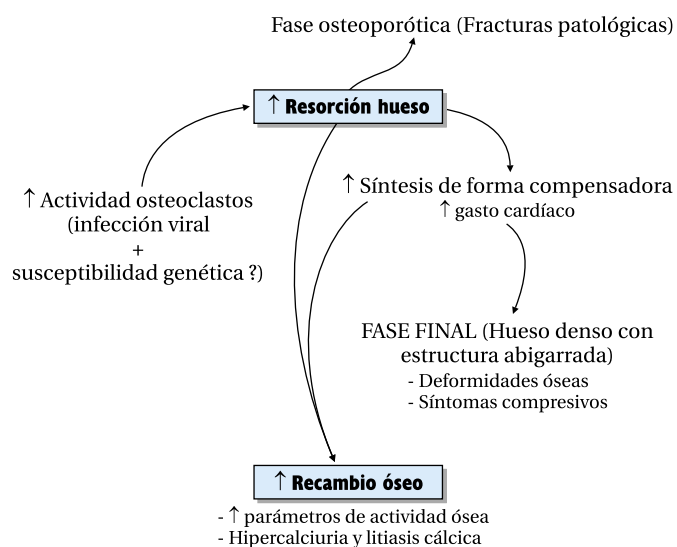 Fase osteoporótica (Fracturas patológicas)
↑ Resorción hueso
↑ Síntesis de forma compensadora
↑ gasto cardíaco
↑ Actividad osteoclastos
(infección viral
+
susceptibilidad genética ?)
FASE FINAL (Hueso denso con
estructura abigarrada)
- Deformidades óseas
- Síntomas compresivos
↑ Recambio óseo
- ↑ parámetros de actividad ósea
- Hipercalciuria y litiasis cálcica